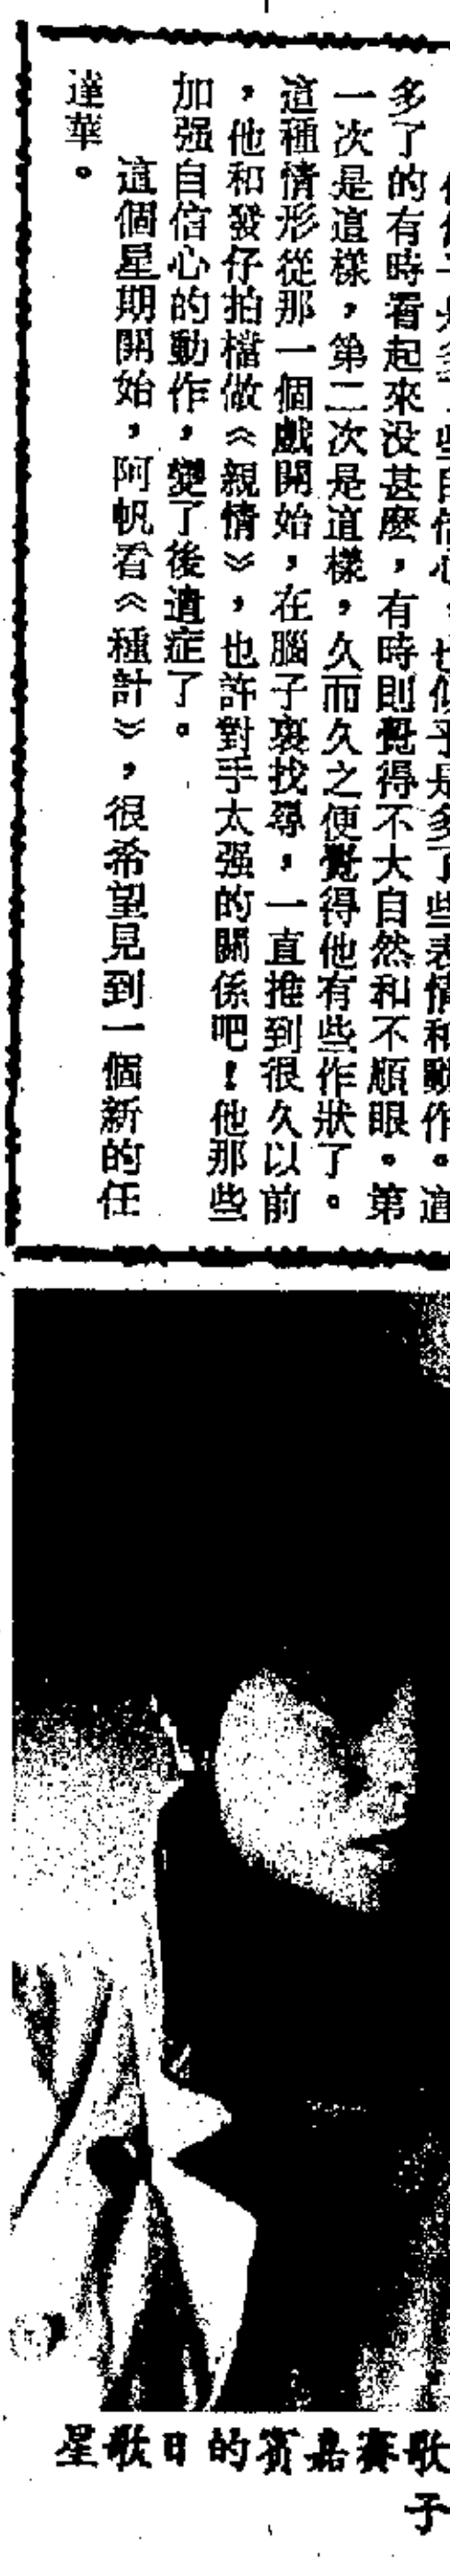 多了的有時看起來没甚麽，有時則覺得不大自然和不順眼。第
一次是這樣，第二次是這樣，久而久之便覺得他有些作狀了。
這種情形從那一個戲開始，在腦子裏找尋，一直推到很久以前
，他和發仔拍檔做《親情》，也許對手太强的關係吧！他那些
加强自信心的動作，變了後遺症了。
這個星期開始，阿帆看《種計》，很希望見到一個新的任
達華。
歌賽嘉賓的日歌星
子